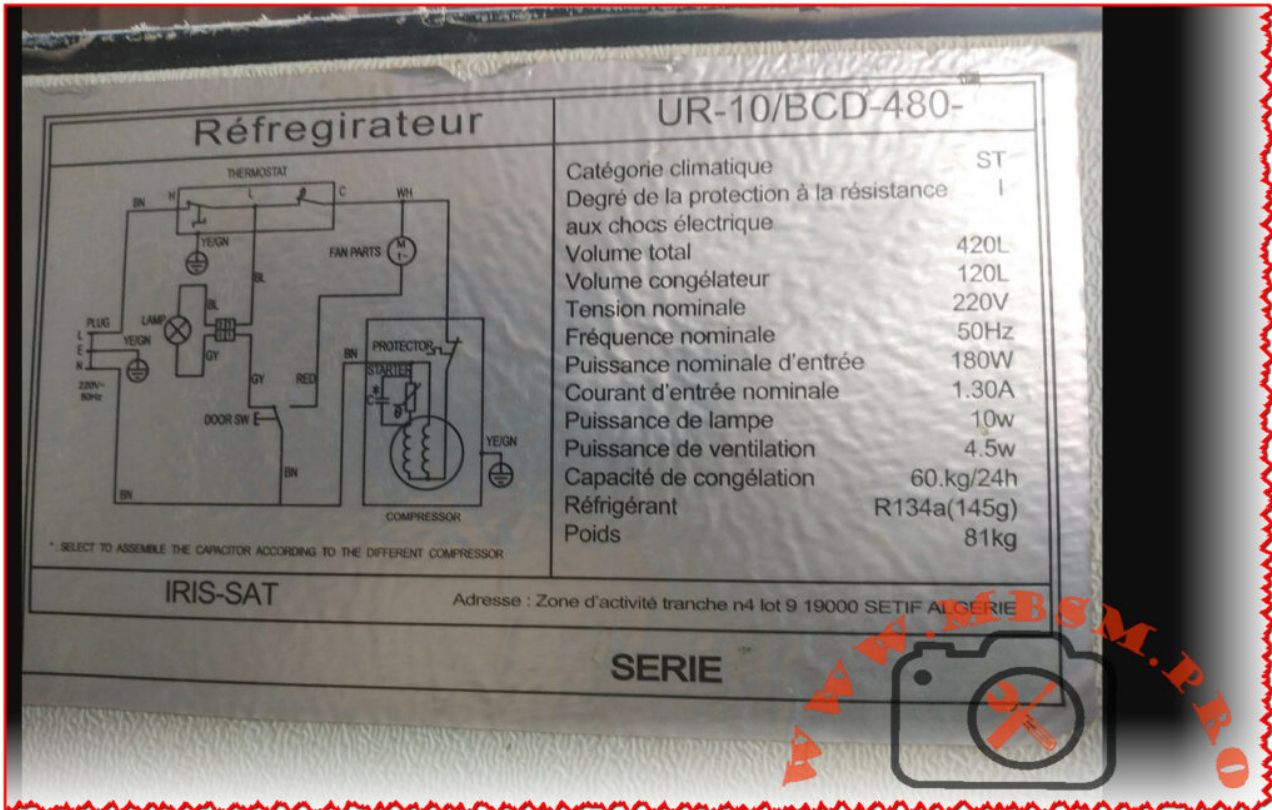 Réfregirateur
UR-10/BCD-480-
THERMOSTAT
BN
H
L
C
WH
YE/GN
FAN PARTS
M
1~
BL
PLUG
LAMP
BL
L
E
N
YE/GN
220V~
50Hz
GY
GY
RED
BN
PROTECTOR
STARTER
*
C
θ
DOOR SW
BN
YE/GN
BN
COMPRESSOR
* : SELECT TO ASSEMBLE THE CAPACITOR ACCORDING TO THE DIFFERENT COMPRESSOR
Catégorie climatique ST
Degré de la protection à la résistance I
aux chocs électrique
Volume total 420L
Volume congélateur 120L
Tension nominale 220V
Fréquence nominale 50Hz
Puissance nominale d'entrée 180W
Courant d'entrée nominale 1.30A
Puissance de lampe 10w
Puissance de ventilation 4.5w
Capacité de congélation 60.kg/24h
Réfrigérant R134a(145g)
Poids 81kg
IRIS-SAT
Adresse : Zone d'activité tranche n4 lot 9 19000 SETIF ALGERIE
SERIE
WWW.MBSM.PRO